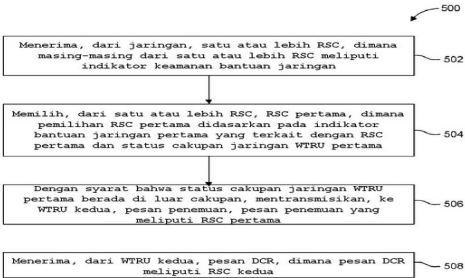 500
Menerima, dari jaringan, satu atau lebih RSC, dimana
masing-masing dari satu atau lebih RSC meliputi
indikator keamanan bantuan jaringan
502
Memilih, dari satu atau lebih RSC, RSC pertama, dimana
pemilihan RSC pertama didasarkan pada indikator
bantuan jaringan pertama yang terkait dengan RSC
pertama dan status cakupan jaringan WTRU pertama
504
Dengan syarat bahwa status cakupan jaringan WTRU
pertama berada di luar cakupan, mentransmisikan, ke
WTRU kedua, pesan penemuan, pesan penemuan yang
meliputi RSC pertama
506
Menerima, dari WTRU kedua, pesan DCR, dimana pesan DCR
meliputi RSC kedua
508